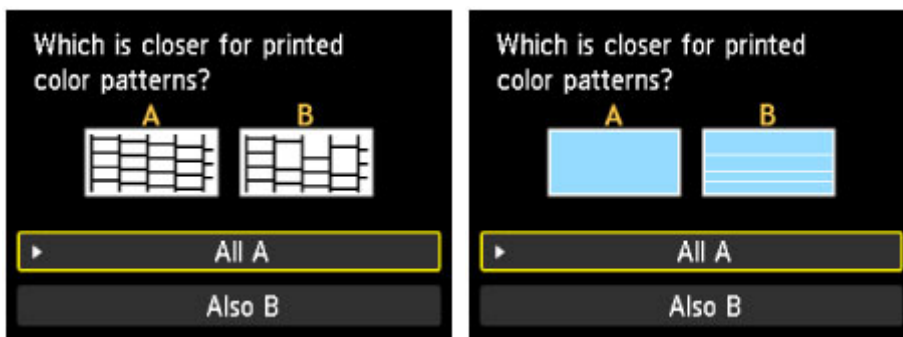 Which is closer for printed
color patterns?
A B
All A
Also B
Which is closer for printed
color patterns?
A B
All A
Also B